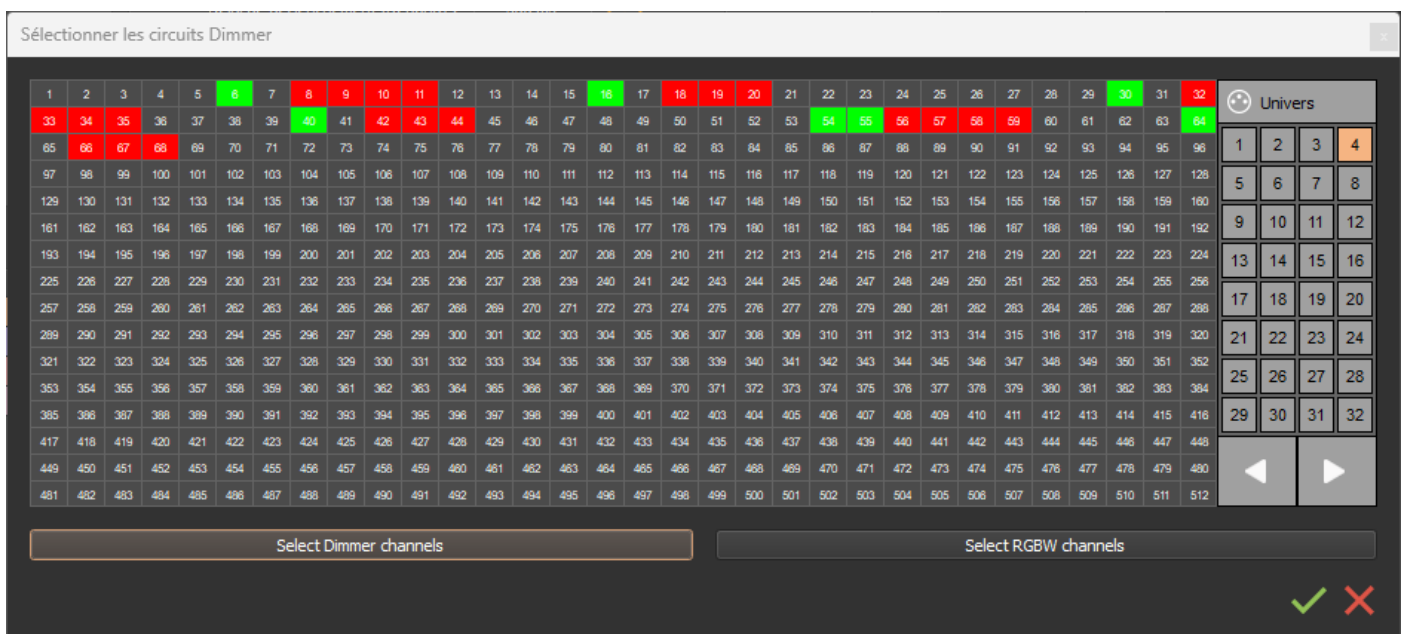 Sélectionner les circuits Dimmer
x
1 2 3 4 5 6 7 8 9 10 11 12 13 14 15 16 17 18 19 20 21 22 23 24 25 26 27 28 29 30 31 32
33 34 35 36 37 38 39 40 41 42 43 44 45 46 47 48 49 50 51 52 53 54 55 56 57 58 59 60 61 62 63 64
65 66 67 68 69 70 71 72 73 74 75 76 77 78 79 80 81 82 83 84 85 86 87 88 89 90 91 92 93 94 95 96
97 98 99 100 101 102 103 104 105 106 107 108 109 110 111 112 113 114 115 116 117 118 119 120 121 122 123 124 125 126 127 128
129 130 131 132 133 134 135 136 137 138 139 140 141 142 143 144 145 146 147 148 149 150 151 152 153 154 155 156 157 158 159 160
161 162 163 164 165 166 167 168 169 170 171 172 173 174 175 176 177 178 179 180 181 182 183 184 185 186 187 188 189 190 191 192
193 194 195 196 197 198 199 200 201 202 203 204 205 206 207 208 209 210 211 212 213 214 215 216 217 218 219 220 221 222 223 224
225 226 227 228 229 230 231 232 233 234 235 236 237 238 239 240 241 242 243 244 245 246 247 248 249 250 251 252 253 254 255 256
257 258 259 260 261 262 263 264 265 266 267 268 269 270 271 272 273 274 275 276 277 278 279 280 281 282 283 284 285 286 287 288
289 290 291 292 293 294 295 296 297 298 299 300 301 302 303 304 305 306 307 308 309 310 311 312 313 314 315 316 317 318 319 320
321 322 323 324 325 326 327 328 329 330 331 332 333 334 335 336 337 338 339 340 341 342 343 344 345 346 347 348 349 350 351 352
353 354 355 356 357 358 359 360 361 362 363 364 365 366 367 368 369 370 371 372 373 374 375 376 377 378 379 380 381 382 383 384
385 386 387 388 389 390 391 392 393 394 395 396 397 398 399 400 401 402 403 404 405 406 407 408 409 410 411 412 413 414 415 416
417 418 419 420 421 422 423 424 425 426 427 428 429 430 431 432 433 434 435 436 437 438 439 440 441 442 443 444 445 446 447 448
449 450 451 452 453 454 455 456 457 458 459 460 461 462 463 464 465 466 467 468 469 470 471 472 473 474 475 476 477 478 479 480
481 482 483 484 485 486 487 488 489 490 491 492 493 494 495 496 497 498 499 500 501 502 503 504 505 506 507 508 509 510 511 512
Univers
1 2 3 4
5 6 7 8
9 10 11 12
13 14 15 16
17 18 19 20
21 22 23 24
25 26 27 28
29 30 31 32
Select Dimmer channels
Select RGBW channels